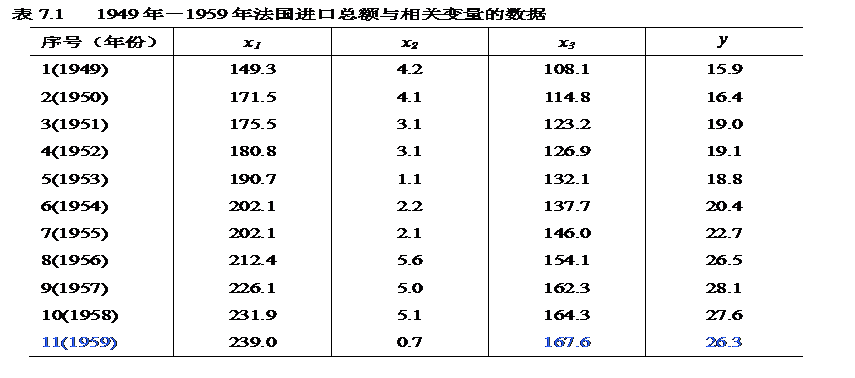 表 7.1 1949 年—1959 年法国进口总额与相关变量的数据
序号（年份） x1 x2 x3 y
1(1949) 149.3 4.2 108.1 15.9
2(1950) 171.5 4.1 114.8 16.4
3(1951) 175.5 3.1 123.2 19.0
4(1952) 180.8 3.1 126.9 19.1
5(1953) 190.7 1.1 132.1 18.8
6(1954) 202.1 2.2 137.7 20.4
7(1955) 202.1 2.1 146.0 22.7
8(1956) 212.4 5.6 154.1 26.5
9(1957) 226.1 5.0 162.3 28.1
10(1958) 231.9 5.1 164.3 27.6
11(1959) 239.0 0.7 167.6 26.3